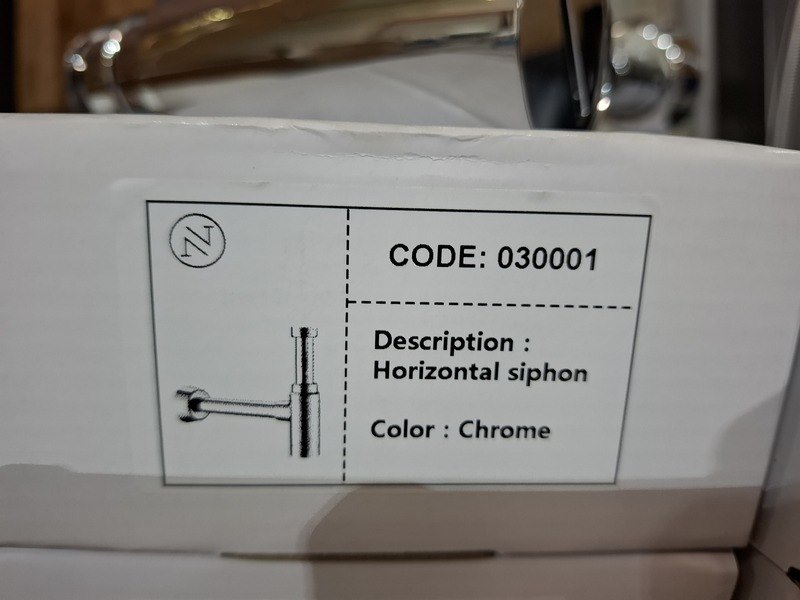 N
CODE: 030001
Description :
Horizontal siphon
Color : Chrome